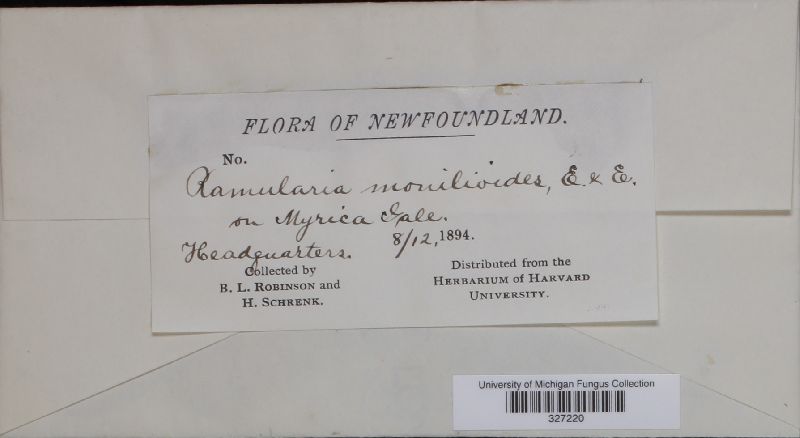 FLORA OF NEWFOUNDLAND.
No.
Ramularia monilioides, E. & E.
on Myrica Gale.
Headquarters. 8/12, 1894.
Collected by
B. L. ROBINSON and
H. SCHRENK.
Distributed from the
HERBARIUM of HARVARD
UNIVERSITY.
University of Michigan Fungus Collection
327220